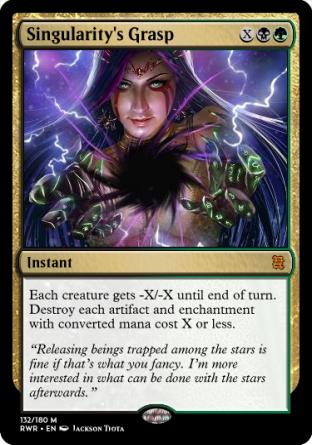 Singularity's Grasp X
Instant
Each creature gets -X/-X until end of turn.
Destroy each artifact and enchantment
with converted mana cost X or less.
“Releasing beings trapped among the stars is
fine if that's what you fancy. I'm more
interested in what can be done with the stars
afterwards.”
132/180 M
RWR • EN Jackson Tiota